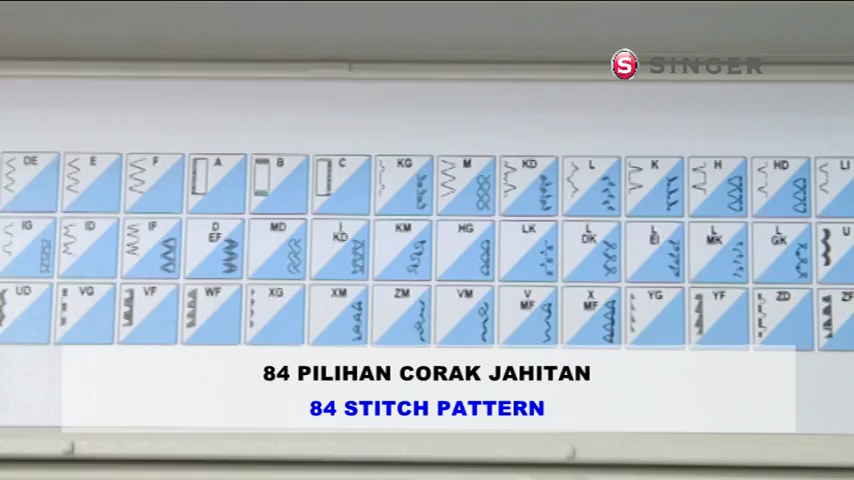 SINGER
DE E F A B C KG M KD L K H HD LI
IG ID IF D EF MD I KD KM HG LK L DK L EI L MK L GK U
UD VG VF WF XG XM ZM VM V MF X MF YG YF ZD ZF
84 PILIHAN CORAK JAHITAN
84 STITCH PATTERN